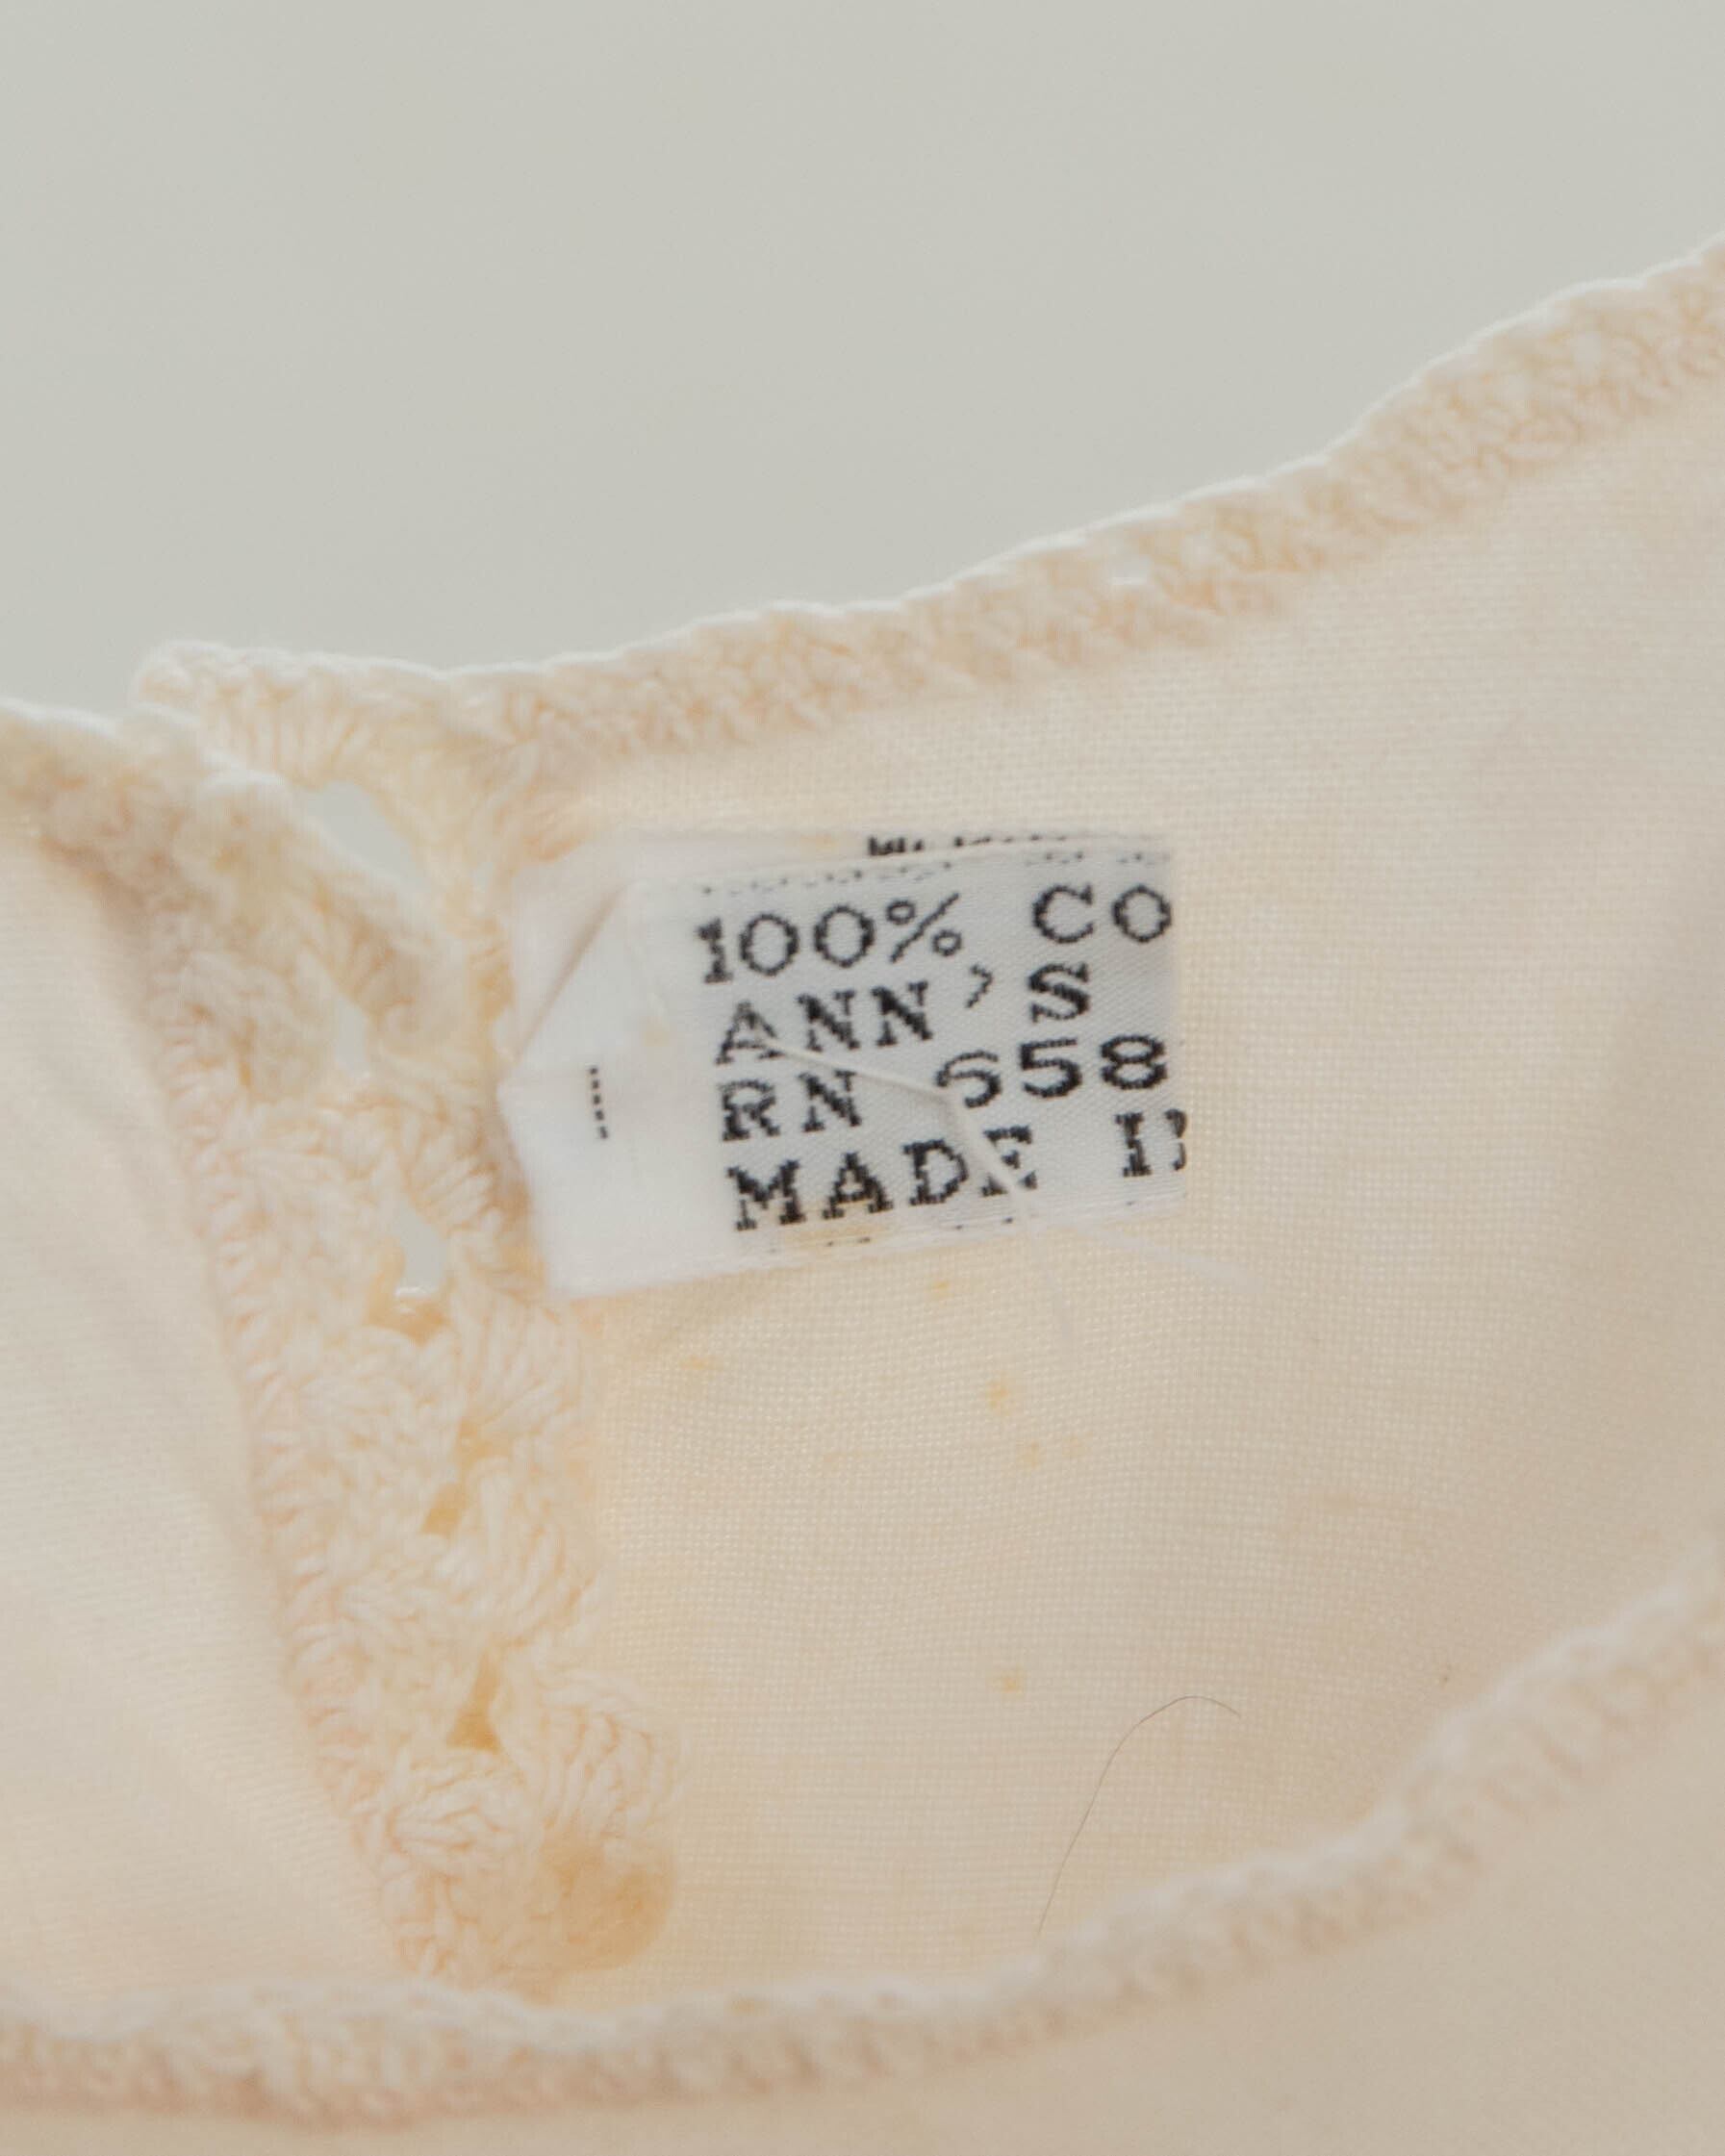 100% CO
ANN'S
RN 658
MADE I